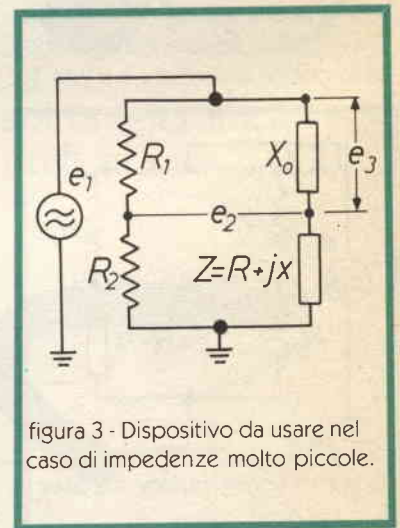 e₁
R₁
X₀
e₃
e₂
R₂
Z=R+jx
figura 3 - Dispositivo da usare nel
caso di impedenze molto piccole.